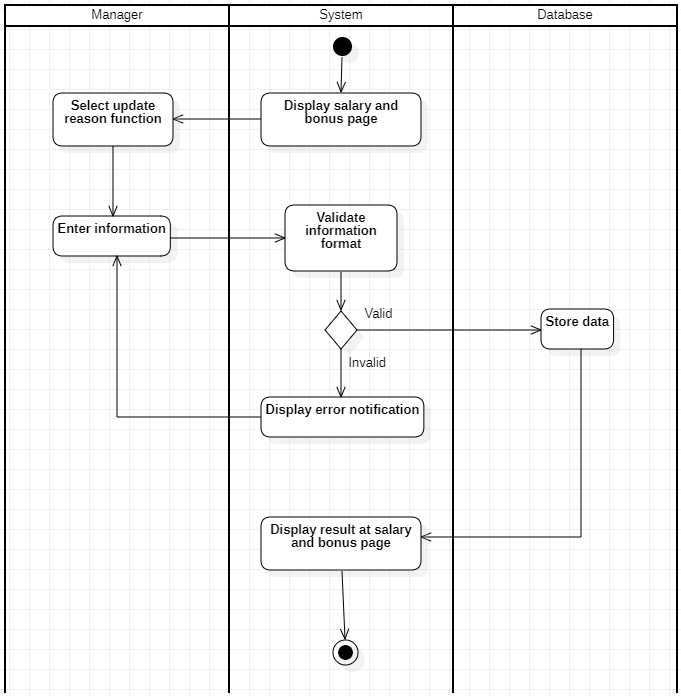 Manager
System
Database
Select update
reason function
Display salary and
bonus page
Enter information
Validate
information
format
Valid
Store data
Invalid
Display error notification
Display result at salary
and bonus page